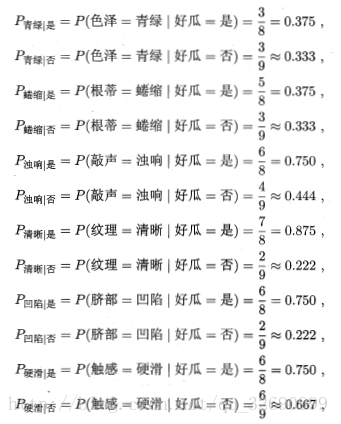 P青绿|是 = P(色泽 = 青绿 | 好瓜 = 是) = 3/8 = 0.375 ,
P青绿|否 = P(色泽 = 青绿 | 好瓜 = 否) = 3/9 ≈ 0.333 ,
P蜷缩|是 = P(根蒂 = 蜷缩 | 好瓜 = 是) = 5/8 = 0.375 ,
P蜷缩|否 = P(根蒂 = 蜷缩 | 好瓜 = 否) = 3/9 ≈ 0.333 ,
P浊响|是 = P(敲声 = 浊响 | 好瓜 = 是) = 6/8 = 0.750 ,
P浊响|否 = P(敲声 = 浊响 | 好瓜 = 否) = 4/9 ≈ 0.444 ,
P清晰|是 = P(纹理 = 清晰 | 好瓜 = 是) = 7/8 = 0.875 ,
P清晰|否 = P(纹理 = 清晰 | 好瓜 = 否) = 2/9 ≈ 0.222 ,
P凹陷|是 = P(脐部 = 凹陷 | 好瓜 = 是) = 6/8 = 0.750 ,
P凹陷|否 = P(脐部 = 凹陷 | 好瓜 = 否) = 2/9 ≈ 0.222 ,
P硬滑|是 = P(触感 = 硬滑 | 好瓜 = 是) = 6/8 = 0.750 ,
P硬滑|否 = P(触感 = 硬滑 | 好瓜 = 否) = 6/9 ≈ 0.667 ,